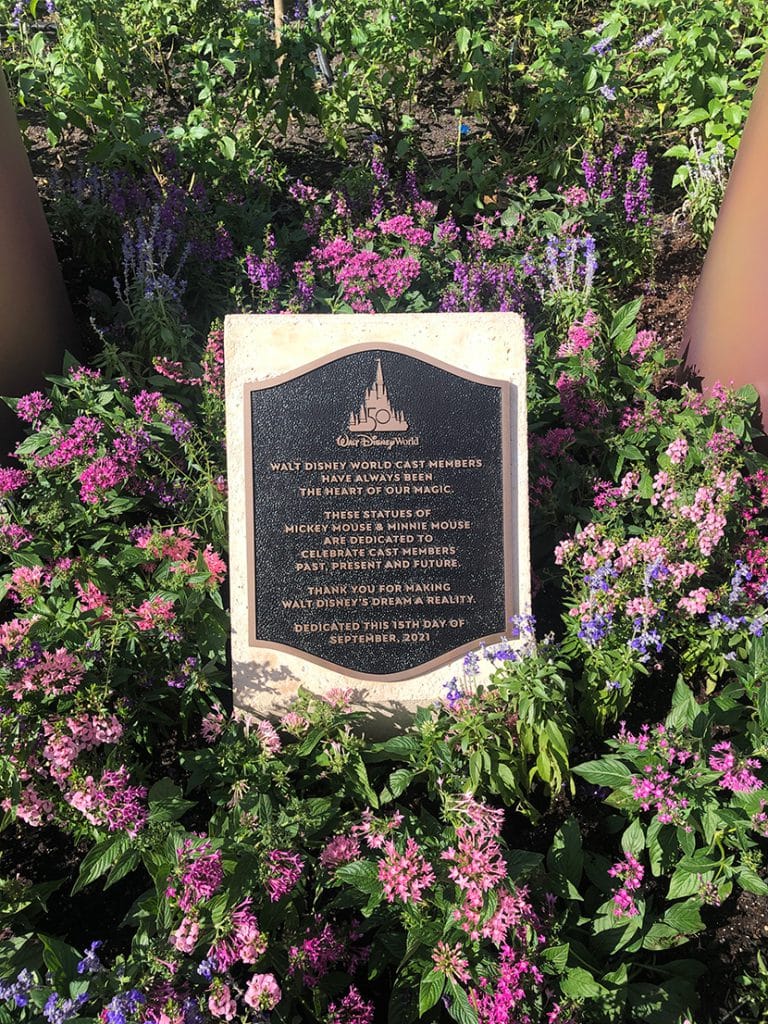 50
Walt Disney World
WALT DISNEY WORLD CAST MEMBERS
HAVE ALWAYS BEEN
THE HEART OF OUR MAGIC.
THESE STATUES OF
MICKEY MOUSE & MINNIE MOUSE
ARE DEDICATED TO
CELEBRATE CAST MEMBERS
PAST, PRESENT AND FUTURE.
THANK YOU FOR MAKING
WALT DISNEY'S DREAM A REALITY.
DEDICATED THIS 15TH DAY OF
SEPTEMBER, 2021